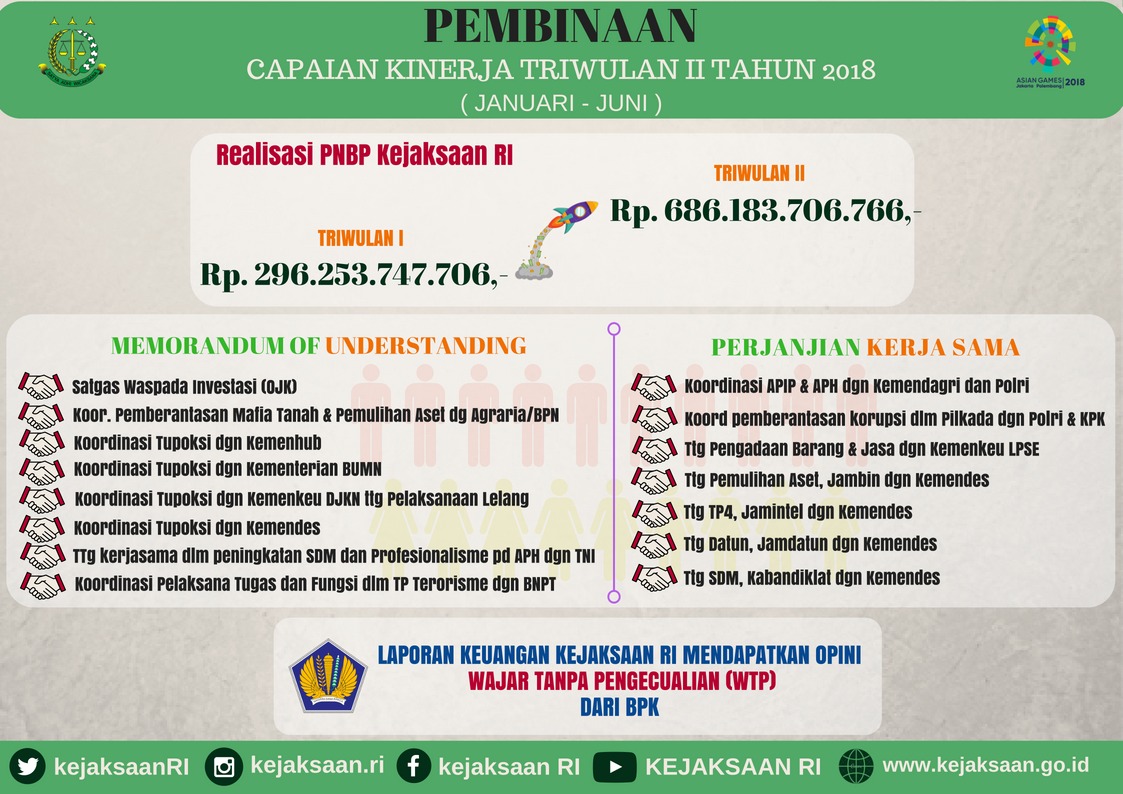 PEMBINAAN
CAPAIAN KINERJA TRIWULAN II TAHUN 2018
( JANUARI - JUNI )
ASIAN GAMES 2018
Jakarta Palembang
Realisasi PNBP Kejaksaan RI
TRIWULAN I
Rp. 296.253.747.706,-
TRIWULAN II
Rp. 686.183.706.766,-
MEMORANDUM OF UNDERSTANDING
Satgas Waspada Investasi (OJK)
Koor. Pemberantasan Mafia Tanah & Pemulihan Aset dg Agraria/BPN
Koordinasi Tupoksi dgn Kemenhub
Koordinasi Tupoksi dgn Kementerian BUMN
Koordinasi Tupoksi dgn Kemenkeu DJKN ttg Pelaksanaan Lelang
Koordinasi Tupoksi dgn Kemendes
TTg kerjasama dlm peningkatan SDM dan Profesionalisme pd APH dgn TNI
Koordinasi Pelaksana Tugas dan Fungsi dlm TP Terorisme dgn BNPT
PERJANJIAN KERJA SAMA
Koordinasi APIP & APH dgn Kemendagri dan Polri
Koord pemberantasan korupsi dlm Pilkada dgn Polri & KPK
Ttg Pengadaan Barang & Jasa dgn Kemenkeu LPSE
Ttg Pemulihan Aset, Jambin dgn Kemendes
Ttg TP4, Jamintel dgn Kemendes
Ttg Datun, Jamdatun dgn Kemendes
Ttg SDM, Kabandiklat dgn Kemendes
LAPORAN KEUANGAN KEJAKSAAN RI MENDAPATKAN OPINI
WAJAR TANPA PENGECUALIAN (WTP)
DARI BPK
kejaksaanRI
kejaksaan.ri
kejaksaan RI
KEJAKSAAN RI
www.kejaksaan.go.id